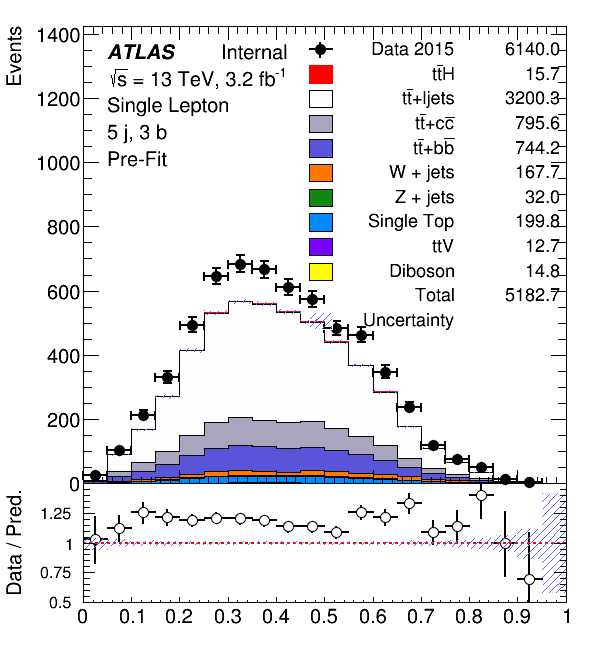 Events
1400
1200
1000
800
600
400
200
0
ATLAS Internal
√s = 13 TeV, 3.2 fb⁻¹
Single Lepton
5 j, 3 b
Pre-Fit
Data 2015 6140.0
tt̄H 15.7
tt̄+ljets 3200.3
tt̄+cc̄ 795.6
tt̄+bb̄ 744.2
W + jets 167.7
Z + jets 32.0
Single Top 199.8
ttV 12.7
Diboson 14.8
Total 5182.7
Uncertainty
Data / Pred.
1.25
1
0.75
0.5
0 0.1 0.2 0.3 0.4 0.5 0.6 0.7 0.8 0.9 1